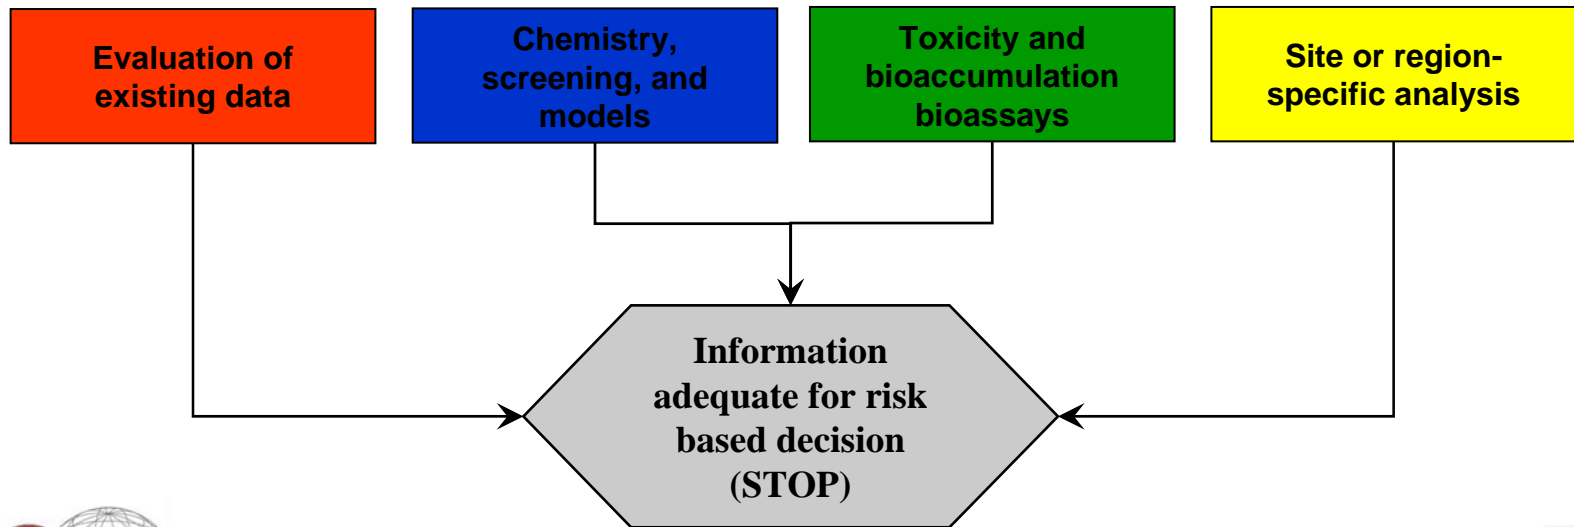 Evaluation of
existing data
Chemistry,
screening, and
models
Toxicity and
bioaccumulation
bioassays
Site or region-
specific analysis
Information
adequate for risk
based decision
(STOP)